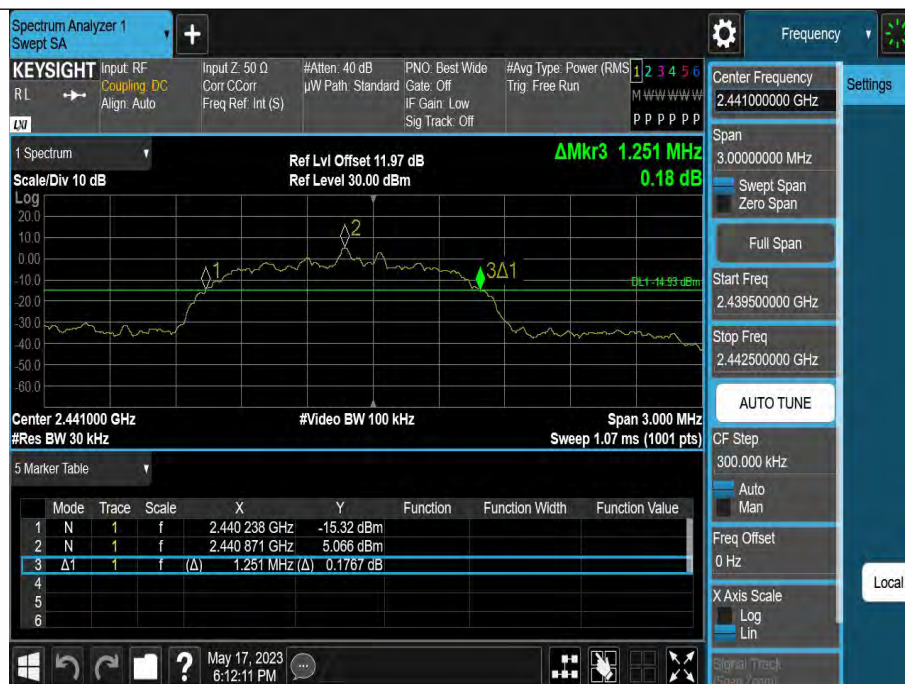 Spectrum Analyzer 1
Swept SA
+
Frequency
KEYSIGHT
RL
LXI
Input: RF
Coupling: DC
Align: Auto
Input Z: 50 Ω
Corr CCorr
Freq Ref: Int (S)
#Atten: 40 dB
µW Path: Standard
PNO: Best Wide
Gate: Off
IF Gain: Low
Sig Track: Off
#Avg Type: Power (RMS
Trig: Free Run
1 2 3 4 5 6
M W W W W W
P P P P P P
1 Spectrum
Scale/Div 10 dB
Ref Lvl Offset 11.97 dB
Ref Level 30.00 dBm
ΔMkr3 1.251 MHz
0.18 dB
Log
20.0
10.0
0.00
-10.0
-20.0
-30.0
-40.0
-50.0
-60.0
1
2
3Δ1
DL1 -14.93 dBm
Center 2.441000 GHz
#Video BW 100 kHz
Span 3.000 MHz
#Res BW 30 kHz
Sweep 1.07 ms (1001 pts)
5 Marker Table
Mode Trace Scale X Y Function Function Width Function Value
1 N 1 f 2.440 238 GHz -15.32 dBm
2 N 1 f 2.440 871 GHz 5.066 dBm
3 Δ1 1 f (Δ) 1.251 MHz (Δ) 0.1767 dB
4
5
6
May 17, 2023
6:12:11 PM
Center Frequency
2.441000000 GHz
Settings
Span
3.00000000 MHz
Swept Span
Zero Span
Full Span
Start Freq
2.439500000 GHz
Stop Freq
2.442500000 GHz
AUTO TUNE
CF Step
300.000 kHz
Auto
Man
Freq Offset
0 Hz
Local
X Axis Scale
Log
Lin
Signal Track
(Span Zoom)